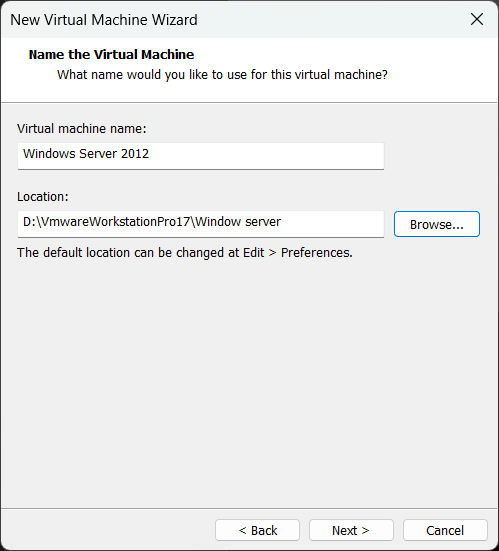 New Virtual Machine Wizard
Name the Virtual Machine
What name would you like to use for this virtual machine?
Virtual machine name:
Windows Server 2012
Location:
D:\VmwareWorkstationPro17\Window server
Browse...
The default location can be changed at Edit > Preferences.
< Back Next > Cancel